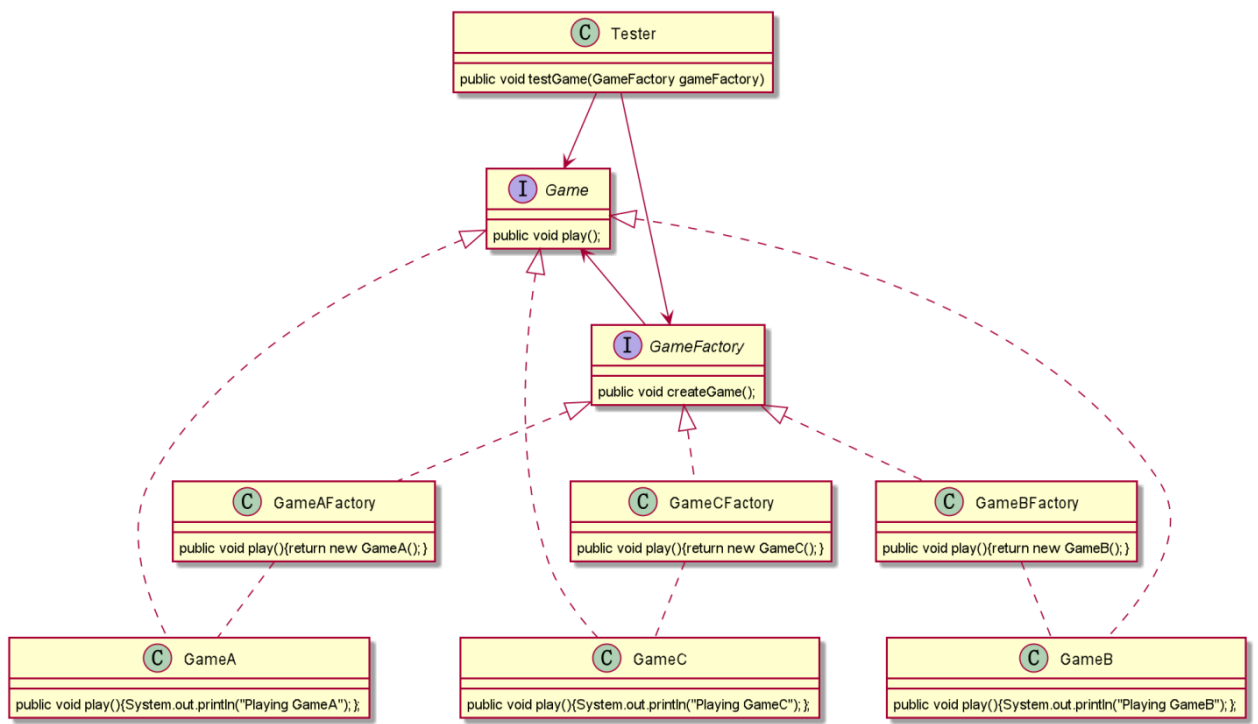 C Tester
public void testGame(GameFactory gameFactory)
I Game
public void play();
I GameFactory
public void createGame();
C GameAFactory
public void play(){return new GameA(); }
C GameCFactory
public void play(){return new GameC(); }
C GameBFactory
public void play(){return new GameB(); }
C GameA
public void play(){System.out.println("Playing GameA"); };
C GameC
public void play(){System.out.println("Playing GameC"); };
C GameB
public void play(){System.out.println("Playing GameB"); };